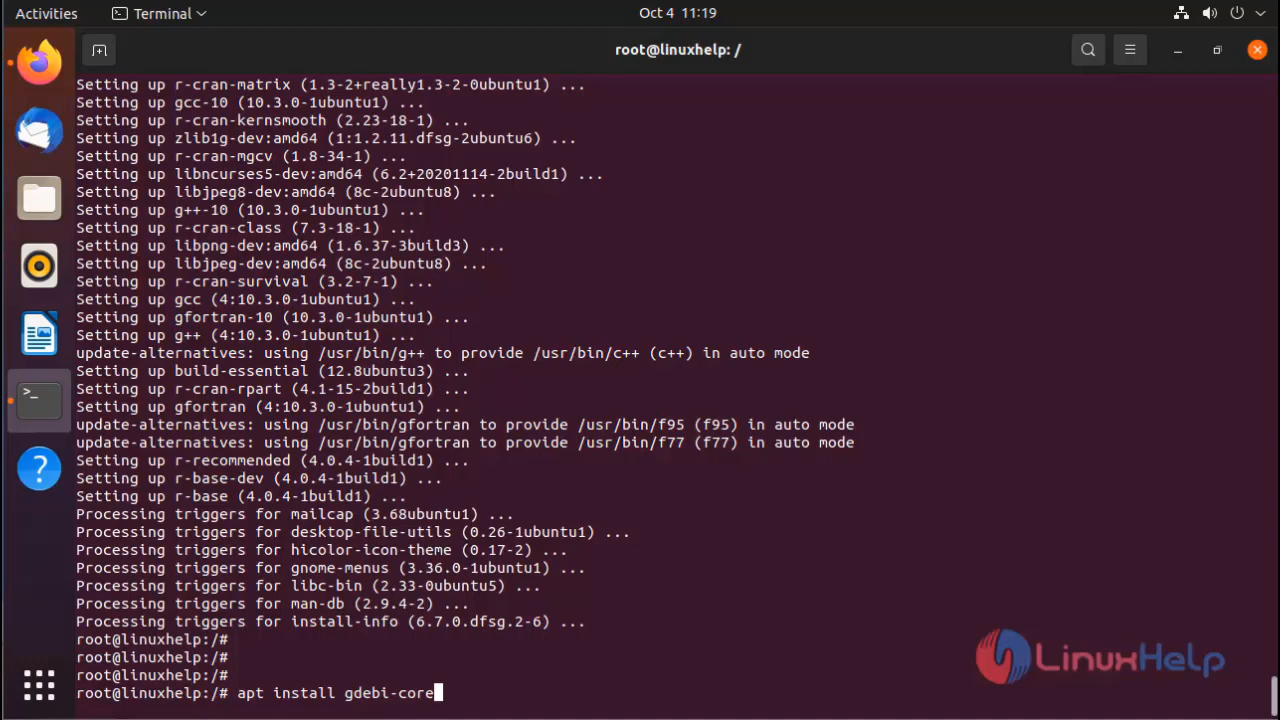 Activities
Terminal
Oct 4 11:19
root@linuxhelp: /
Setting up r-cran-matrix (1.3-2+really1.3-2-0ubuntu1) ...
Setting up gcc-10 (10.3.0-1ubuntu1) ...
Setting up r-cran-kernsmooth (2.23-18-1) ...
Setting up zlib1g-dev:amd64 (1:1.2.11.dfsg-2ubuntu6) ...
Setting up r-cran-mgcv (1.8-34-1) ...
Setting up libncurses5-dev:amd64 (6.2+20201114-2build1) ...
Setting up libjpeg8-dev:amd64 (8c-2ubuntu8) ...
Setting up g++-10 (10.3.0-1ubuntu1) ...
Setting up r-cran-class (7.3-18-1) ...
Setting up libpng-dev:amd64 (1.6.37-3build3) ...
Setting up libjpeg-dev:amd64 (8c-2ubuntu8) ...
Setting up r-cran-survival (3.2-7-1) ...
Setting up gcc (4:10.3.0-1ubuntu1) ...
Setting up gfortran-10 (10.3.0-1ubuntu1) ...
Setting up g++ (4:10.3.0-1ubuntu1) ...
update-alternatives: using /usr/bin/g++ to provide /usr/bin/c++ (c++) in auto mode
Setting up build-essential (12.8ubuntu3) ...
Setting up r-cran-rpart (4.1-15-2build1) ...
Setting up gfortran (4:10.3.0-1ubuntu1) ...
update-alternatives: using /usr/bin/gfortran to provide /usr/bin/f95 (f95) in auto mode
update-alternatives: using /usr/bin/gfortran to provide /usr/bin/f77 (f77) in auto mode
Setting up r-recommended (4.0.4-1build1) ...
Setting up r-base-dev (4.0.4-1build1) ...
Setting up r-base (4.0.4-1build1) ...
Processing triggers for mailcap (3.68ubuntu1) ...
Processing triggers for desktop-file-utils (0.26-1ubuntu1) ...
Processing triggers for hicolor-icon-theme (0.17-2) ...
Processing triggers for gnome-menus (3.36.0-1ubuntu1) ...
Processing triggers for libc-bin (2.33-0ubuntu5) ...
Processing triggers for man-db (2.9.4-2) ...
Processing triggers for install-info (6.7.0.dfsg.2-6) ...
root@linuxhelp:/#
root@linuxhelp:/#
root@linuxhelp:/#
root@linuxhelp:/# apt install gdebi-core
LinuxHelp